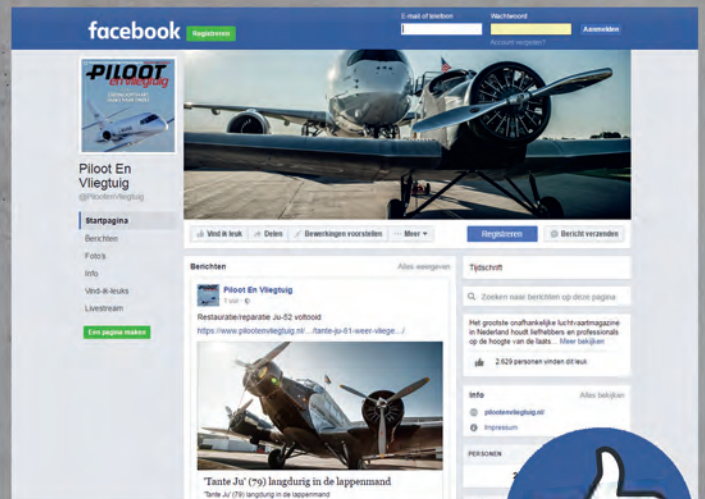 facebook
Registreren
E-mail of telefoon
Wachtwoord
Aanmelden
Account vergeten?
PILOOT
en vliegtuig
Piloot En
Vliegtuig
@PilootenVliegtuig
Startpagina
Berichten
Foto's
Info
Vind-ik-leuks
Livestream
Een pagina maken
Vind ik leuk
Delen
Bewerkingen voorstellen
Meer
Registreren
Bericht verzenden
Berichten
Alles weergeven
Piloot En Vliegtuig
1 uur
Restauratie/reparatie Ju-52 voltooid
https://www.pilootenvliegtuig.nl/.../tante-ju-81-weer-vliege.../
'Tante Ju' (79) langdurig in de lappenmand
'Tante Ju' (79) langdurig in de lappenmand
Tijdschrift
Zoeken naar berichten op deze pagina
Het grootste onafhankelijke luchtvaartmagazine
in Nederland houdt liefhebbers en professionals
op de hoogte van de laats... Meer bekijken
2.629 personen vinden dit leuk
Info
Alles bekijken
pilootenvliegtuig.nl
Impressum
PERSONEN